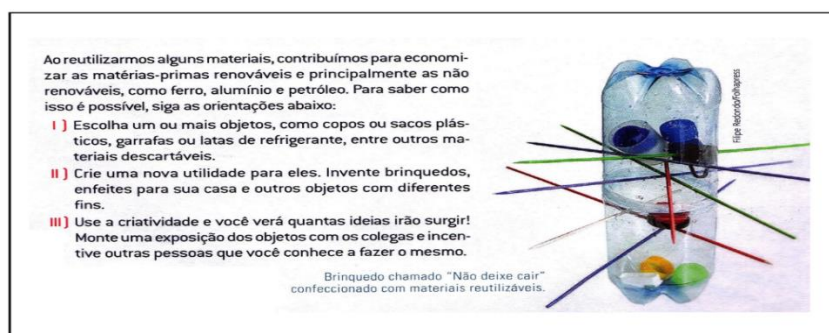 Ao reutilizarmos alguns materiais, contribuímos para economi-
zar as matérias-primas renováveis e principalmente as não
renováveis, como ferro, alumínio e petróleo. Para saber como
isso é possível, siga as orientações abaixo:
I ) Escolha um ou mais objetos, como copos ou sacos plás-
ticos, garrafas ou latas de refrigerante, entre outros ma-
teriais descartáveis.
II ) Crie uma nova utilidade para eles. Invente brinquedos,
enfeites para sua casa e outros objetos com diferentes
fins.
III ) Use a criatividade e você verá quantas ideias irão surgir!
Monte uma exposição dos objetos com os colegas e incen-
tive outras pessoas que você conhece a fazer o mesmo.
Brinquedo chamado "Não deixe cair"
confeccionado com materiais reutilizáveis.
Filipe Redondo/Folhapress